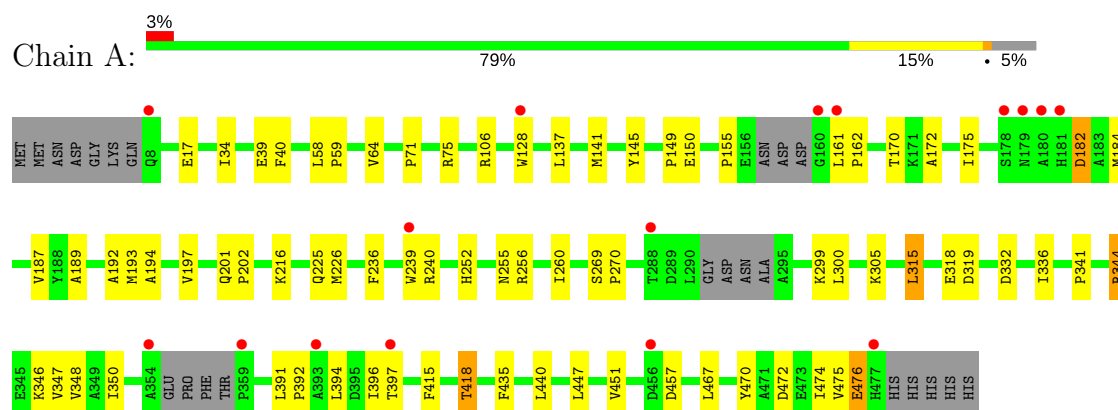 3%
Chain A:
79% 15% • 5%
MET MET ASN ASP GLY LYS GLN Q8 E17 I34 E39 F40 L58 P59 V64 P71 R75 R106 W128 L137 M141 Y145 P149 E150 P155 E156 ASN ASP ASP G160 L161 P162 T170 K171 A172 I175 S178 N179 A180 H181 D182 A183 M184
V187 Y188 A189 A192 M193 A194 V197 Q201 P202 K216 Q225 M226 F236 W239 R240 H252 N255 R256 I260 S269 P270 T288 D289 L290 GLY ASP ASN ALA A295 K299 L300 K305 L315 E318 D319 D332 I336 P341 R344
E345 K346 V347 V348 A349 I350 A354 GLU PRO PHE THR P359 L391 P392 A393 L394 D395 I396 T397 F415 T418 F435 L440 L447 V451 D456 D457 L467 Y470 A471 D472 E473 I474 V475 E476 H477 HIS HIS HIS HIS HIS